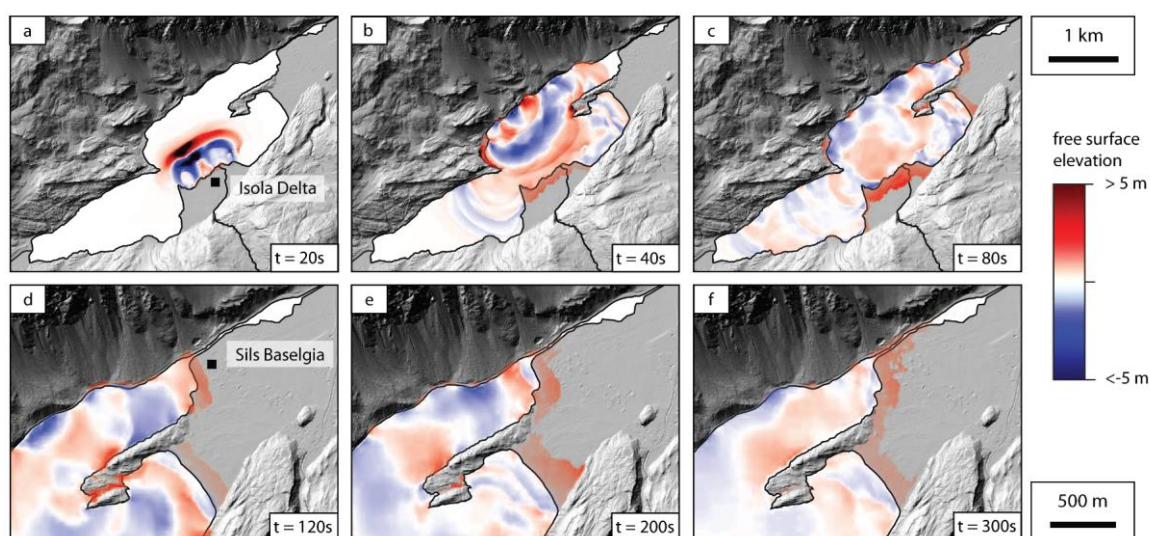 a
b
c
1 km
free surface
elevation
> 5 m
<-5 m
Isola Delta
t = 20s
t = 40s
t = 80s
d
e
f
Sils Baselgia
t = 120s
t = 200s
t = 300s
500 m